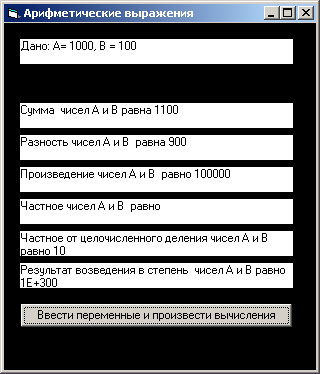 Арифметические выражения
Дано: A= 1000, B = 100
Сумма чисел A и B равна 1100
Разность чисел A и B равна 900
Произведение чисел A и B равно 100000
Частное чисел A и B равно
Частное от целочисленного деления чисел A и B
равно 10
Результат возведения в степень чисел A и B равно
1E+300
Ввести переменные и произвести вычисления